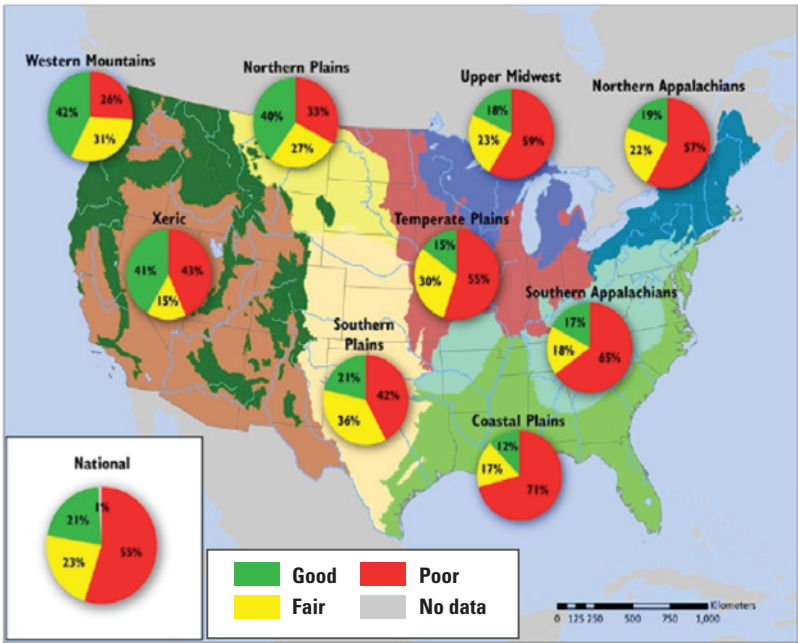 Western Mountains
26%
42%
31%
Northern Plains
33%
40%
27%
Upper Midwest
18%
23%
59%
Northern Appalachians
19%
22%
57%
Xeric
41%
43%
15%
Temperate Plains
15%
30%
55%
Southern Appalachians
17%
18%
65%
Southern
Plains
21%
42%
36%
Coastal Plains
12%
17%
71%
National
1%
21%
55%
23%
Good
Poor
Fair
No data
Kilometers
0 125 250 500 750 1,000